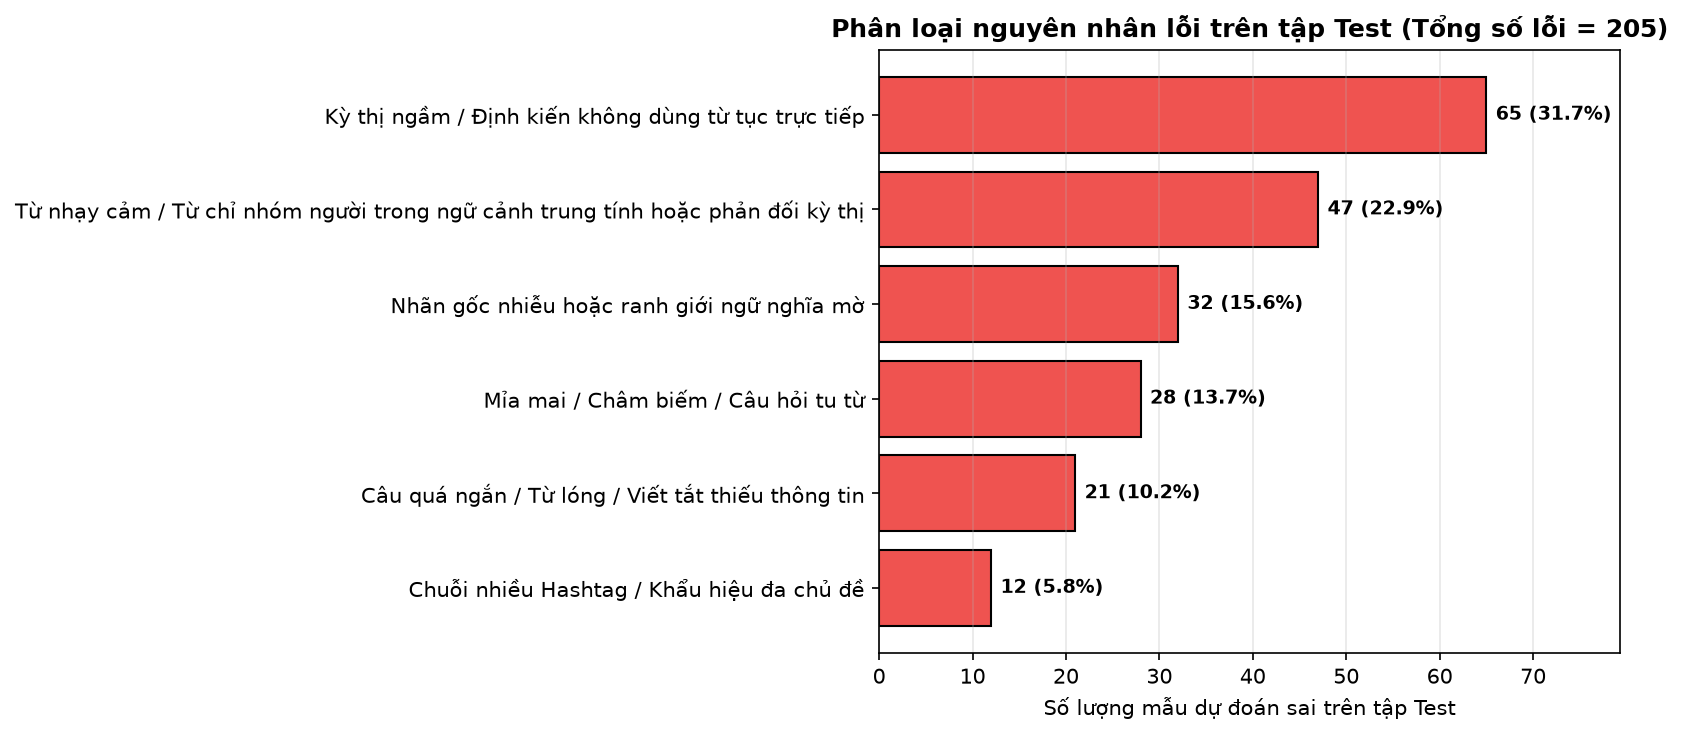 Phân loại nguyên nhân lỗi trên tập Test (Tổng số lỗi = 205)
Kỳ thị ngầm / Định kiến không dùng từ tục trực tiếp
65 (31.7%)
Từ nhạy cảm / Từ chỉ nhóm người trong ngữ cảnh trung tính hoặc phản đối kỳ thị
47 (22.9%)
Nhãn gốc nhiễu hoặc ranh giới ngữ nghĩa mờ
32 (15.6%)
Mỉa mai / Châm biếm / Câu hỏi tu từ
28 (13.7%)
Câu quá ngắn / Từ lóng / Viết tắt thiếu thông tin
21 (10.2%)
Chuỗi nhiều Hashtag / Khẩu hiệu đa chủ đề
12 (5.8%)
0 10 20 30 40 50 60 70
Số lượng mẫu dự đoán sai trên tập Test